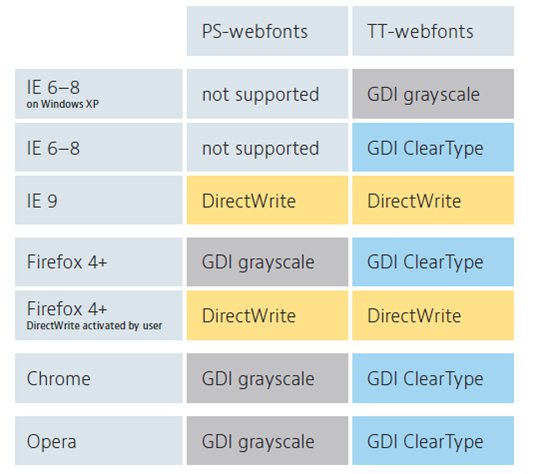 PS-webfonts TT-webfonts
IE 6–8 not supported GDI grayscale
on Windows XP
IE 6–8 not supported GDI ClearType
IE 9 DirectWrite DirectWrite
Firefox 4+ GDI grayscale GDI ClearType
Firefox 4+ DirectWrite DirectWrite
DirectWrite activated by user
Chrome GDI grayscale GDI ClearType
Opera GDI grayscale GDI ClearType